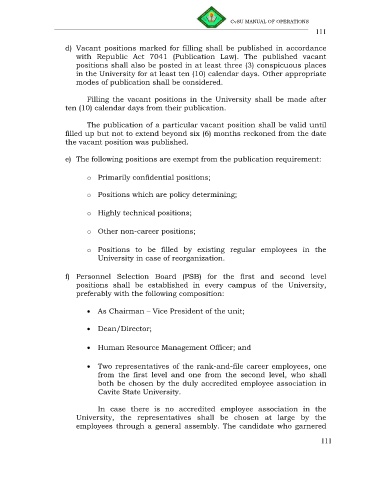 CvSU MANUAL OF OPERATIONS
111
d) Vacant positions marked for filling shall be published in accordance
with Republic Act 7041 (Publication Law). The published vacant
positions shall also be posted in at least three (3) conspicuous places
in the University for at least ten (10) calendar days. Other appropriate
modes of publication shall be considered.
Filling the vacant positions in the University shall be made after
ten (10) calendar days from their publication.
The publication of a particular vacant position shall be valid until
filled up but not to extend beyond six (6) months reckoned from the date
the vacant position was published.
e) The following positions are exempt from the publication requirement:
o Primarily confidential positions;
o Positions which are policy determining;
o Highly technical positions;
o Other non-career positions;
o Positions to be filled by existing regular employees in the
University in case of reorganization.
f) Personnel Selection Board (PSB) for the first and second level
positions shall be established in every campus of the University,
preferably with the following composition:
• As Chairman – Vice President of the unit;
• Dean/Director;
• Human Resource Management Officer; and
• Two representatives of the rank-and-file career employees, one
from the first level and one from the second level, who shall
both be chosen by the duly accredited employee association in
Cavite State University.
In case there is no accredited employee association in the
University, the representatives shall be chosen at large by the
employees through a general assembly. The candidate who garnered
111